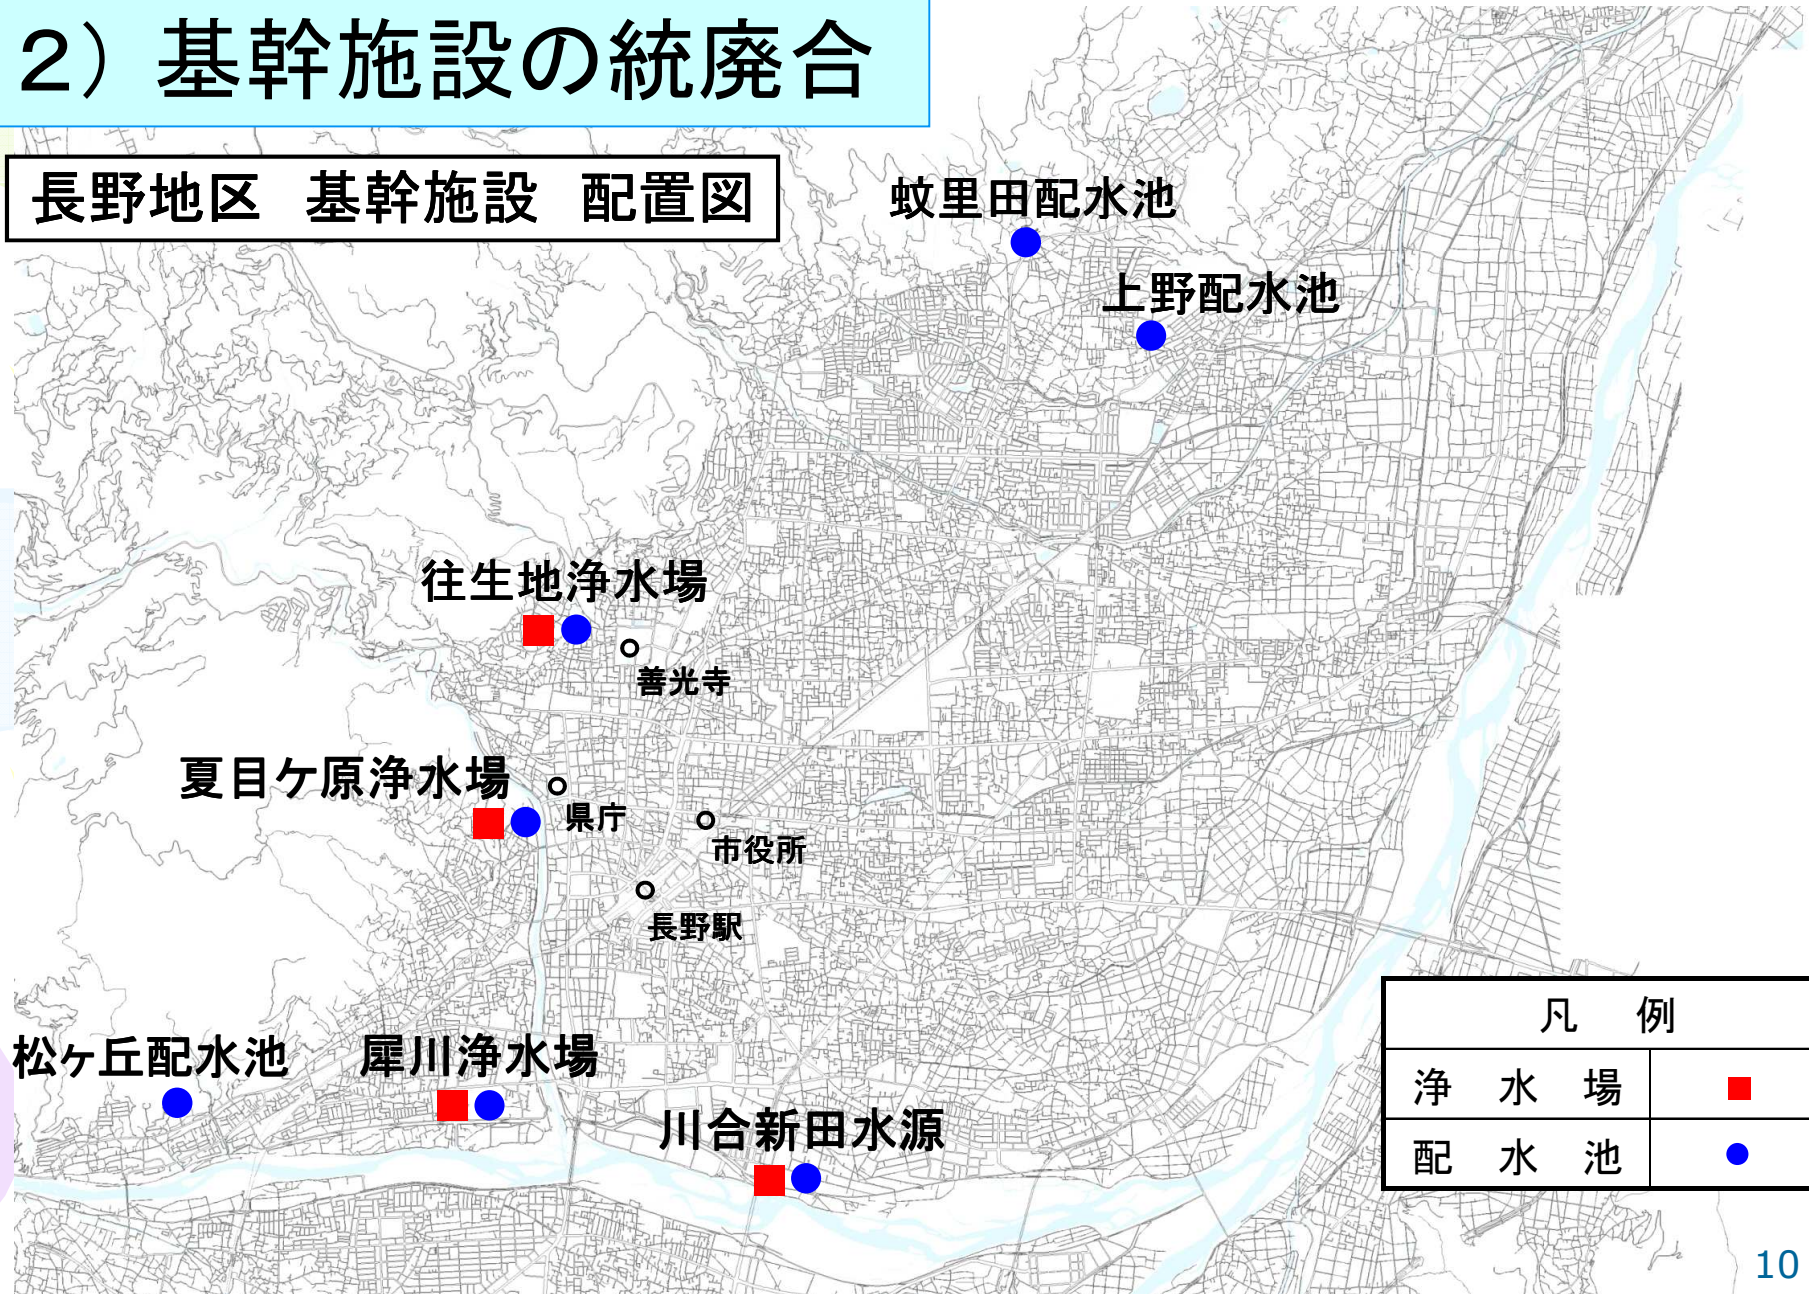 ２）基幹施設の統廃合
長野地区　基幹施設　配置図
蚊里田配水池
上野配水池
往生地浄水場
善光寺
夏目ケ原浄水場
県庁
市役所
長野駅
松ヶ丘配水池
犀川浄水場
川合新田水源
凡　例
浄　水　場
配　水　池
10